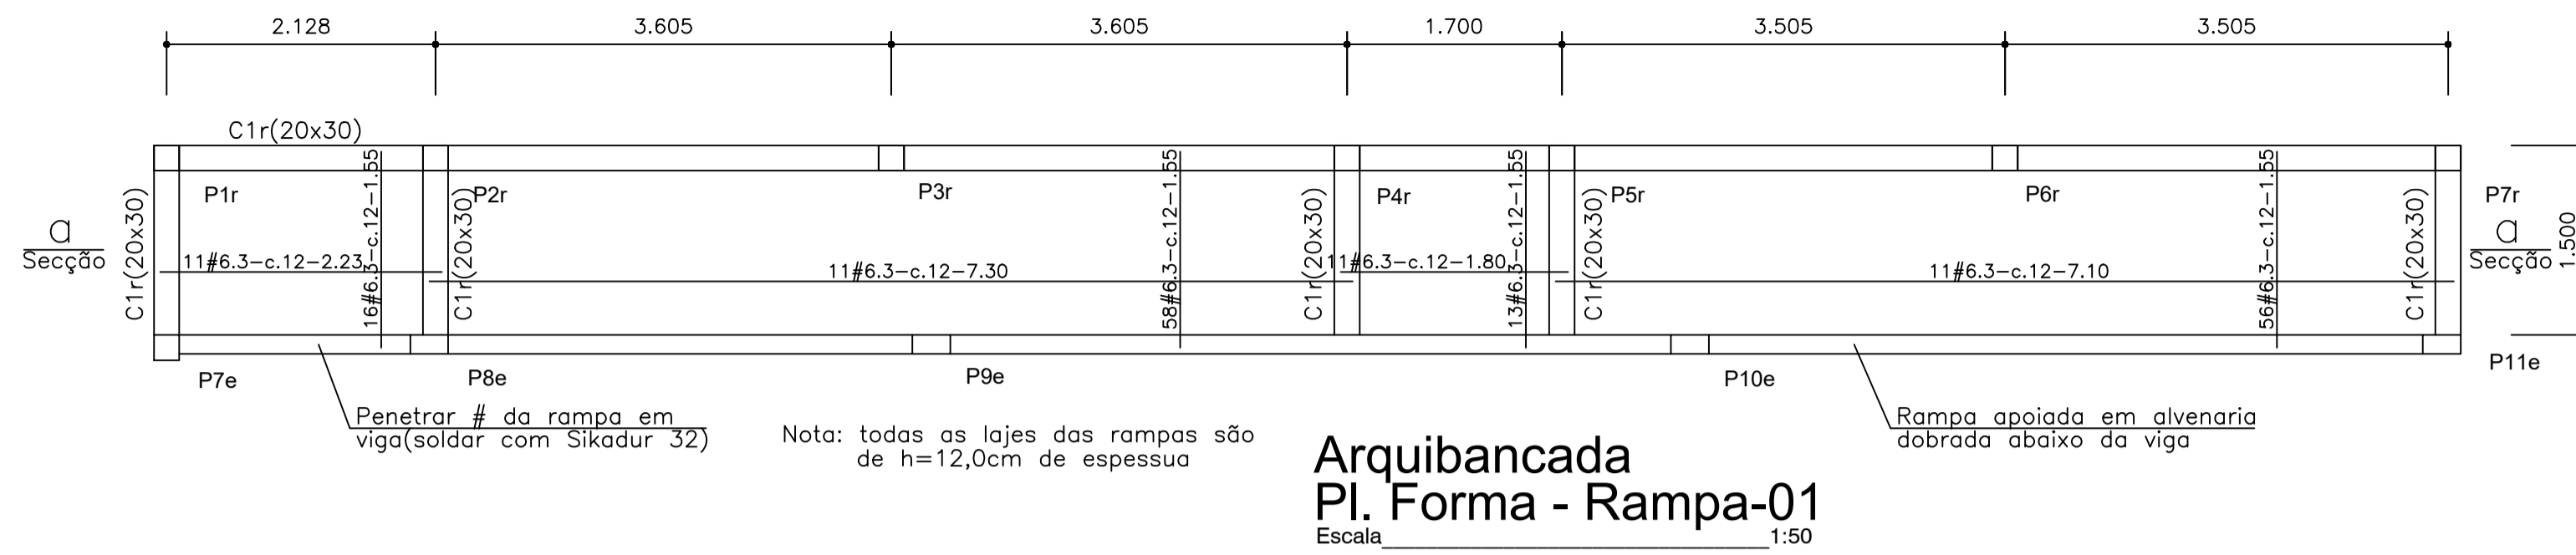 2.128
3.605
3.605
1.700
3.505
3.505
C1r(20x30)
P1r
P2r
P3r
P4r
P5r
P6r
P7r
a
Secção
C1r(20x30)
11#6.3-c.12-2.23
16#6.3-c.12-1.55
C1r(20x30)
11#6.3-c.12-7.30
58#6.3-c.12-1.55
C1r(20x30)
11#6.3-c.12-1.80
13#6.3-c.12-1.55
C1r(20x30)
11#6.3-c.12-7.10
56#6.3-c.12-1.55
C1r(20x30)
a
Secção
1.500
P7e
P8e
P9e
P10e
P11e
Penetrar # da rampa em
viga(soldar com Sikadur 32)
Nota: todas as lajes das rampas são
de h=12,0cm de espessua
Rampa apoiada em alvenaria
dobrada abaixo da viga
Arquibancada
Pl. Forma - Rampa-01
Escala 1:50